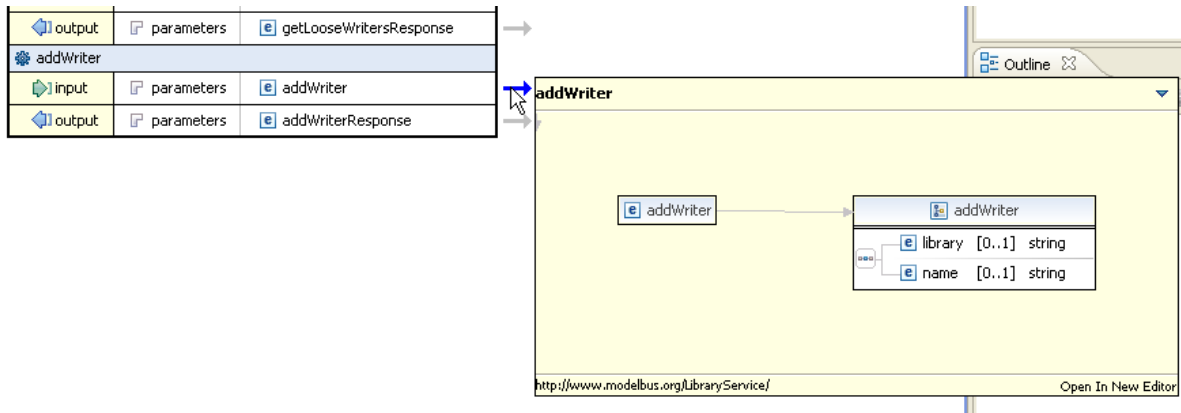 output parameters e getLooseWritersResponse
addWriter
Outline
input parameters e addWriter
output parameters e addWriterResponse
addWriter
e addWriter
addWriter
e library [0..1] string
e name [0..1] string
http://www.modelbus.org/LibraryService/
Open In New Editor